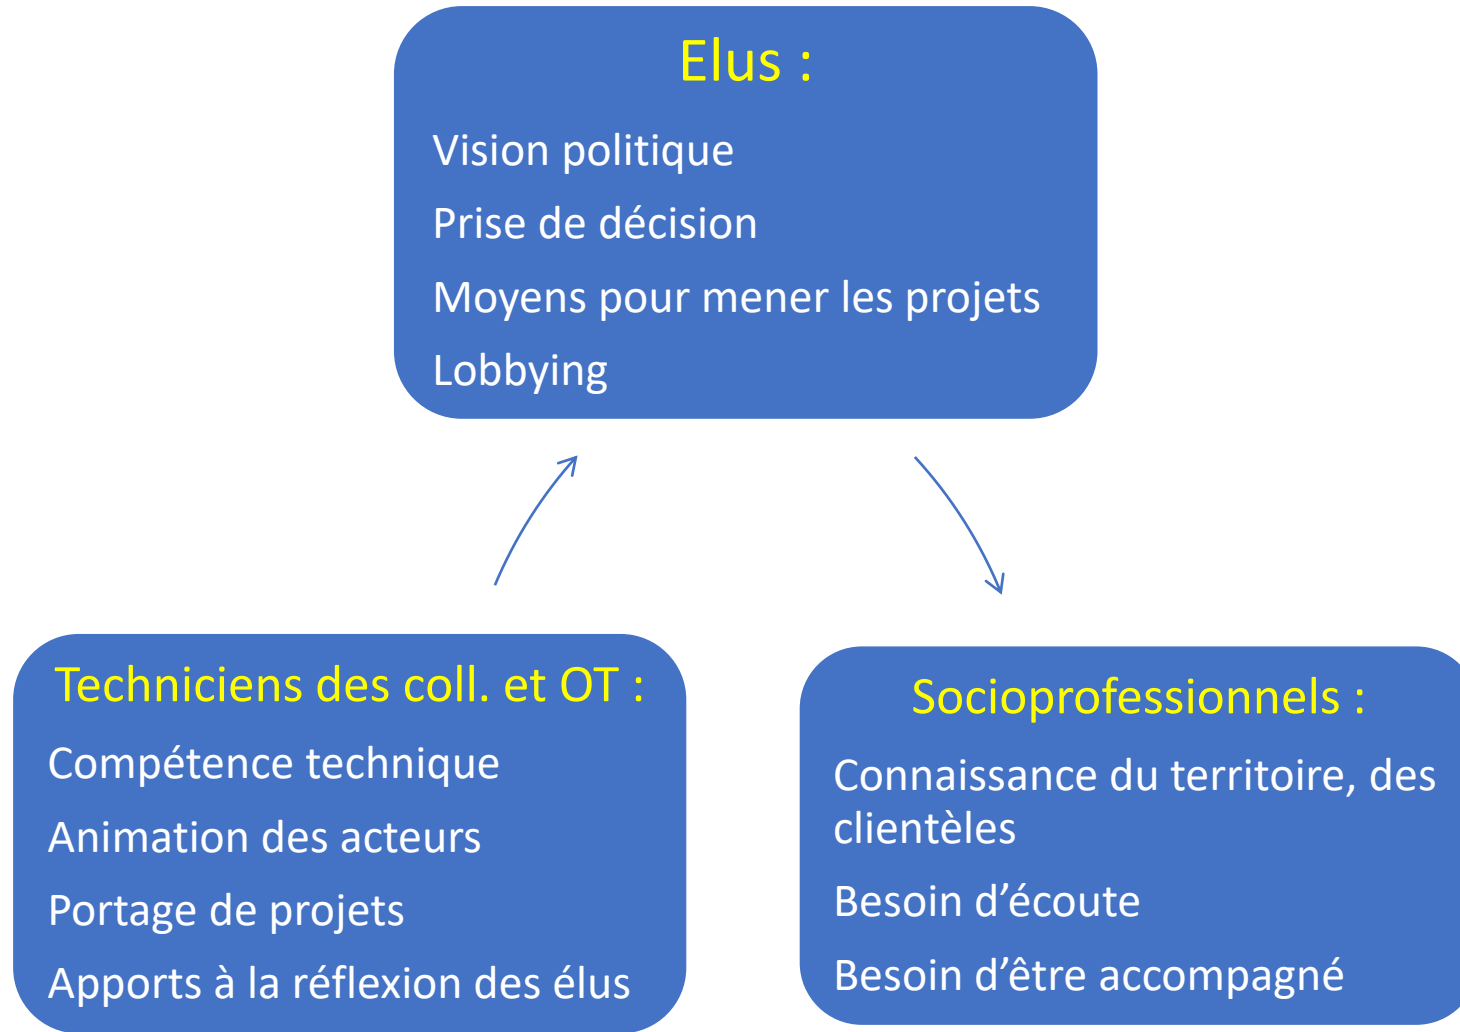 Elus :
Vision politique
Prise de décision
Moyens pour mener les projets
Lobbying
Techniciens des coll. et OT :
Compétence technique
Animation des acteurs
Portage de projets
Apports à la réflexion des élus
Socioprofessionnels :
Connaissance du territoire, des
clientèles
Besoin d’écoute
Besoin d’être accompagné